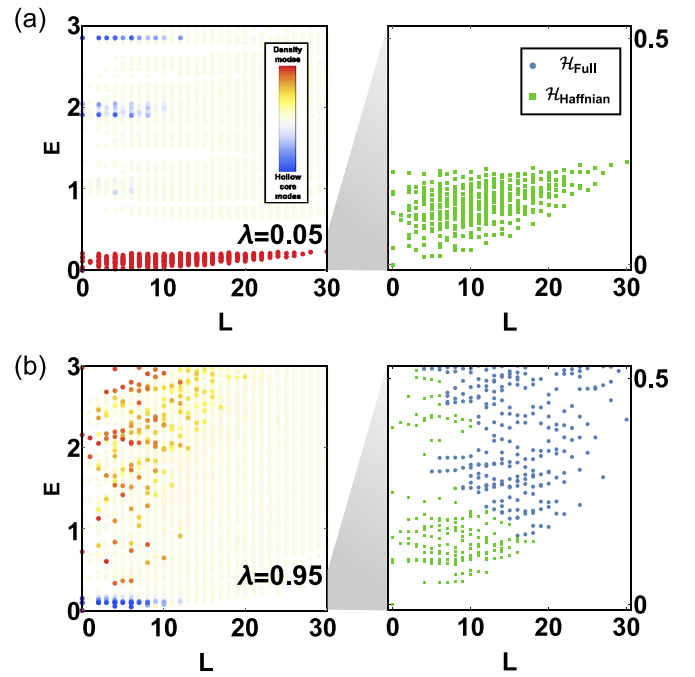 (a)
3
2
1
0
E
Density
modes
Hollow
core
modes
λ=0.05
0 10 20 30
L
0.5
0
ℋFull
ℋHaffnian
0 10 20 30
L
(b)
3
2
1
0
E
λ=0.95
0 10 20 30
L
0.5
0
0 10 20 30
L